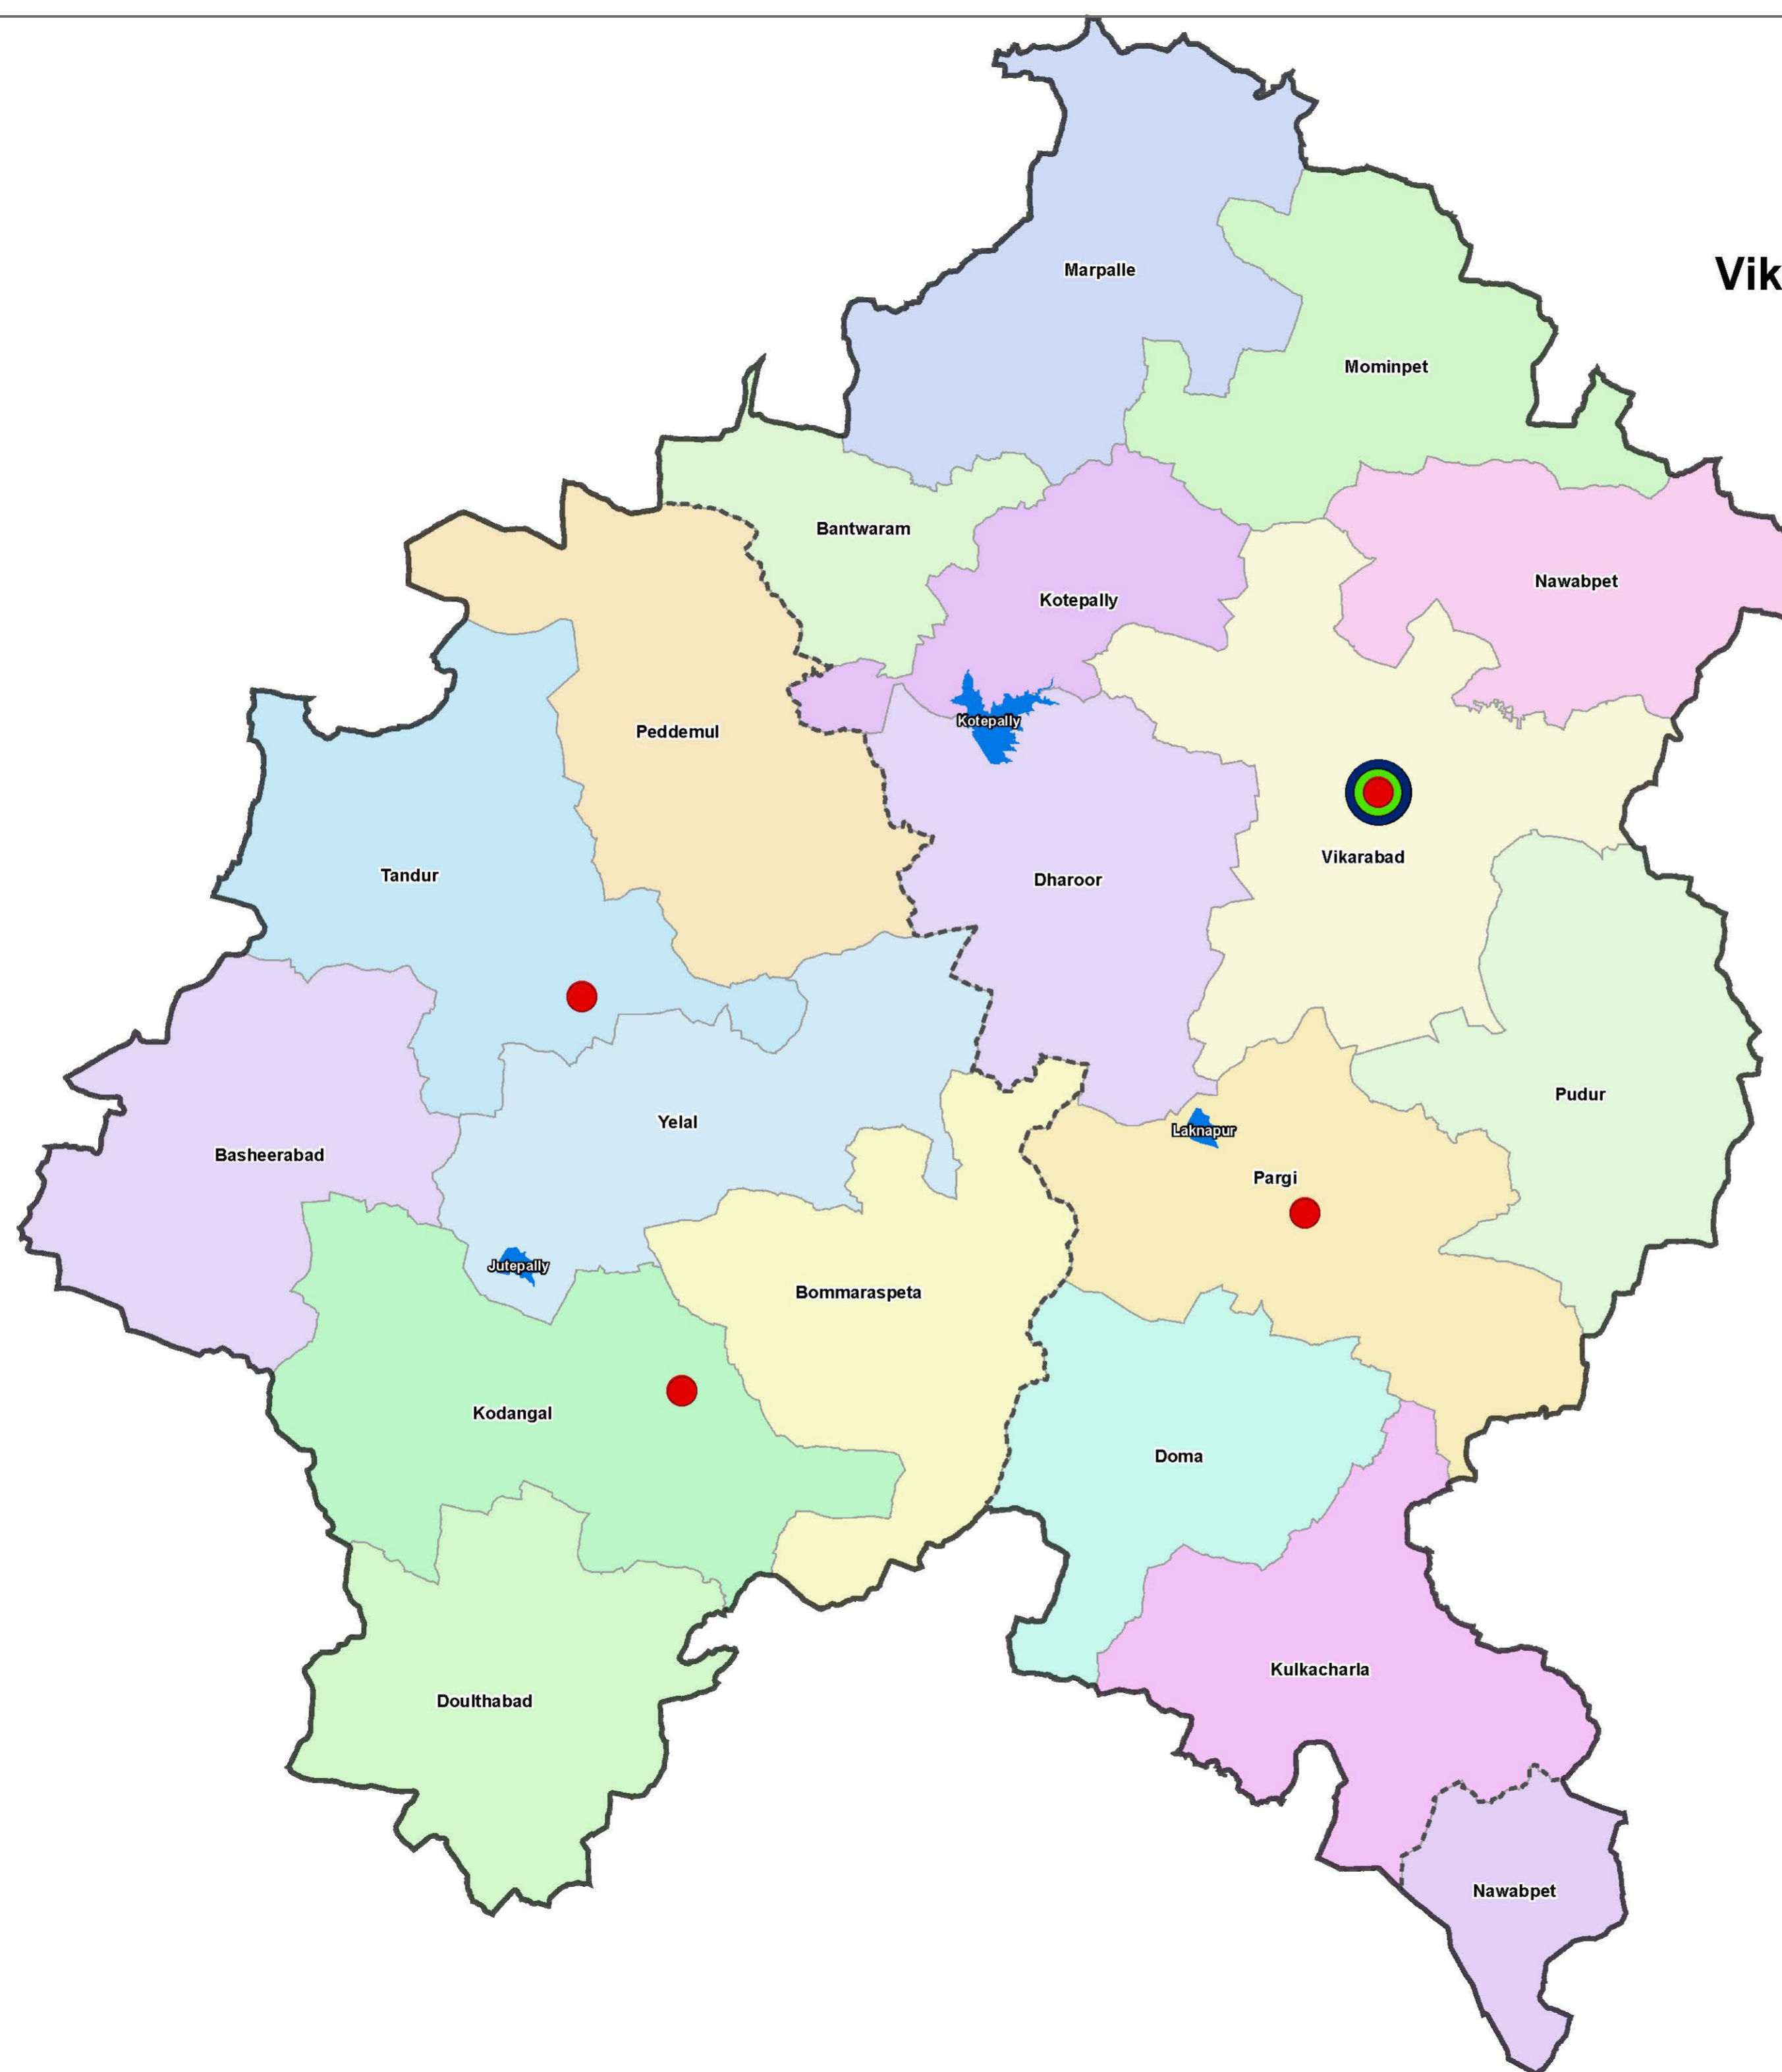 Vik
Marpalle
Mominpet
Bantwaram
Nawabpet
Kotepally
Kotepally
Peddemul
Vikarabad
Tandur
Dharoor
Pudur
Yelal
Laknapur
Basheerabad
Pargi
Jutepally
Bommaraspeta
Kodangal
Doma
Kulkacharla
Doulthabad
Nawabpet